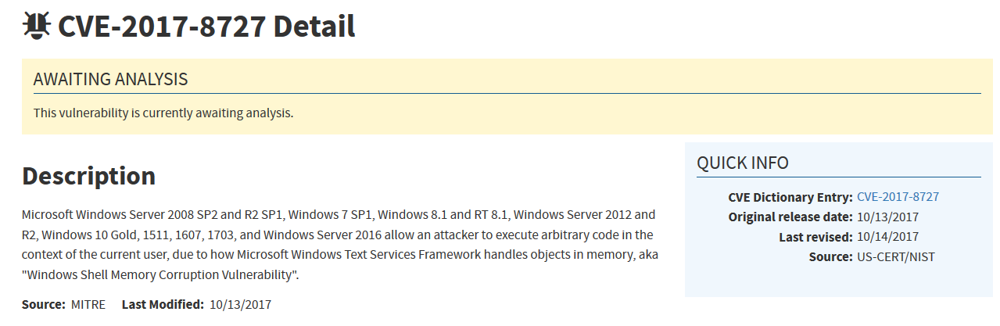 CVE-2017-8727 Detail
AWAITING ANALYSIS
This vulnerability is currently awaiting analysis.
Description
Microsoft Windows Server 2008 SP2 and R2 SP1, Windows 7 SP1, Windows 8.1 and RT 8.1, Windows Server 2012 and
R2, Windows 10 Gold, 1511, 1607, 1703, and Windows Server 2016 allow an attacker to execute arbitrary code in the
context of the current user, due to how Microsoft Windows Text Services Framework handles objects in memory, aka
"Windows Shell Memory Corruption Vulnerability".
Source: MITRE Last Modified: 10/13/2017
QUICK INFO
CVE Dictionary Entry: CVE-2017-8727
Original release date: 10/13/2017
Last revised: 10/14/2017
Source: US-CERT/NIST